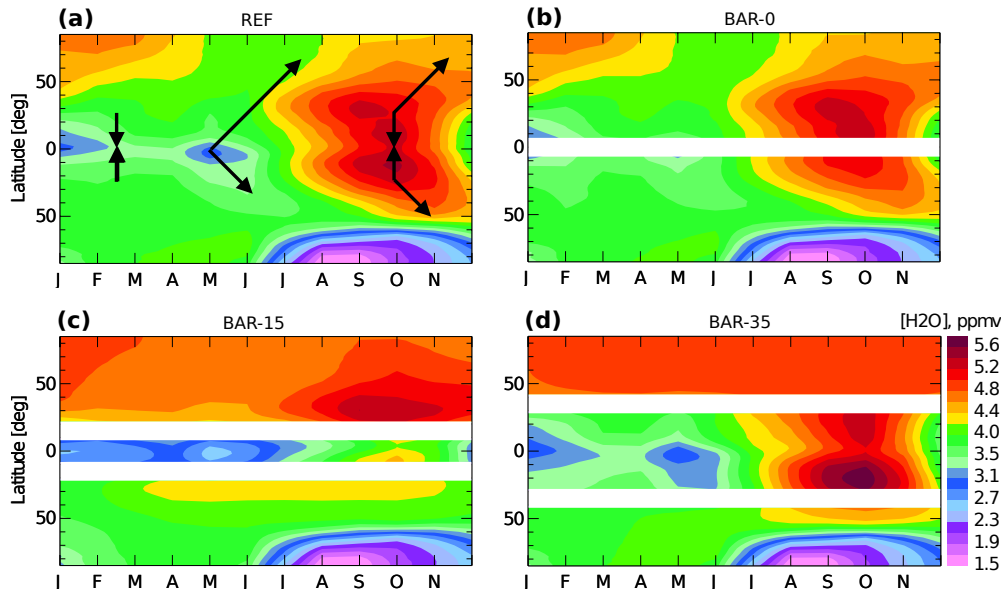 (a) REF
Latitude [deg]
50
0
50
J F M A M J J A S O N
(b) BAR-0
50
0
50
J F M A M J J A S O N
(c) BAR-15
Latitude [deg]
50
0
50
J F M A M J J A S O N
(d) BAR-35
50
0
50
J F M A M J J A S O N
[H2O], ppmv
5.6
5.2
4.8
4.4
4.0
3.5
3.1
2.7
2.3
1.9
1.5